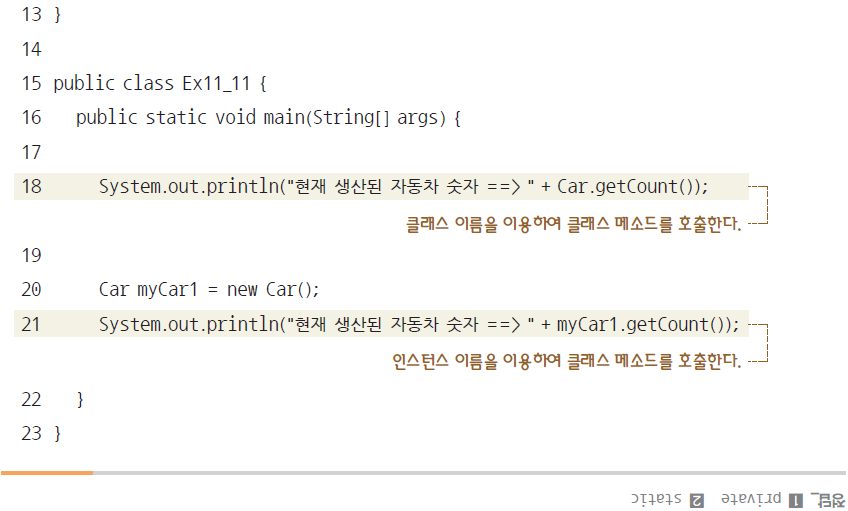 13 }
14
15 public class Ex11_11 {
16 public static void main(String[] args) {
17
18 System.out.println("현재 생산된 자동차 숫자 ==> " + Car.getCount());
클래스 이름을 이용하여 클래스 메소드를 호출한다.
19
20 Car myCar1 = new Car();
21 System.out.println("현재 생산된 자동차 숫자 ==> " + myCar1.getCount());
인스턴스 이름을 이용하여 클래스 메소드를 호출한다.
22 }
23 }
정답_ 1 private 2 static